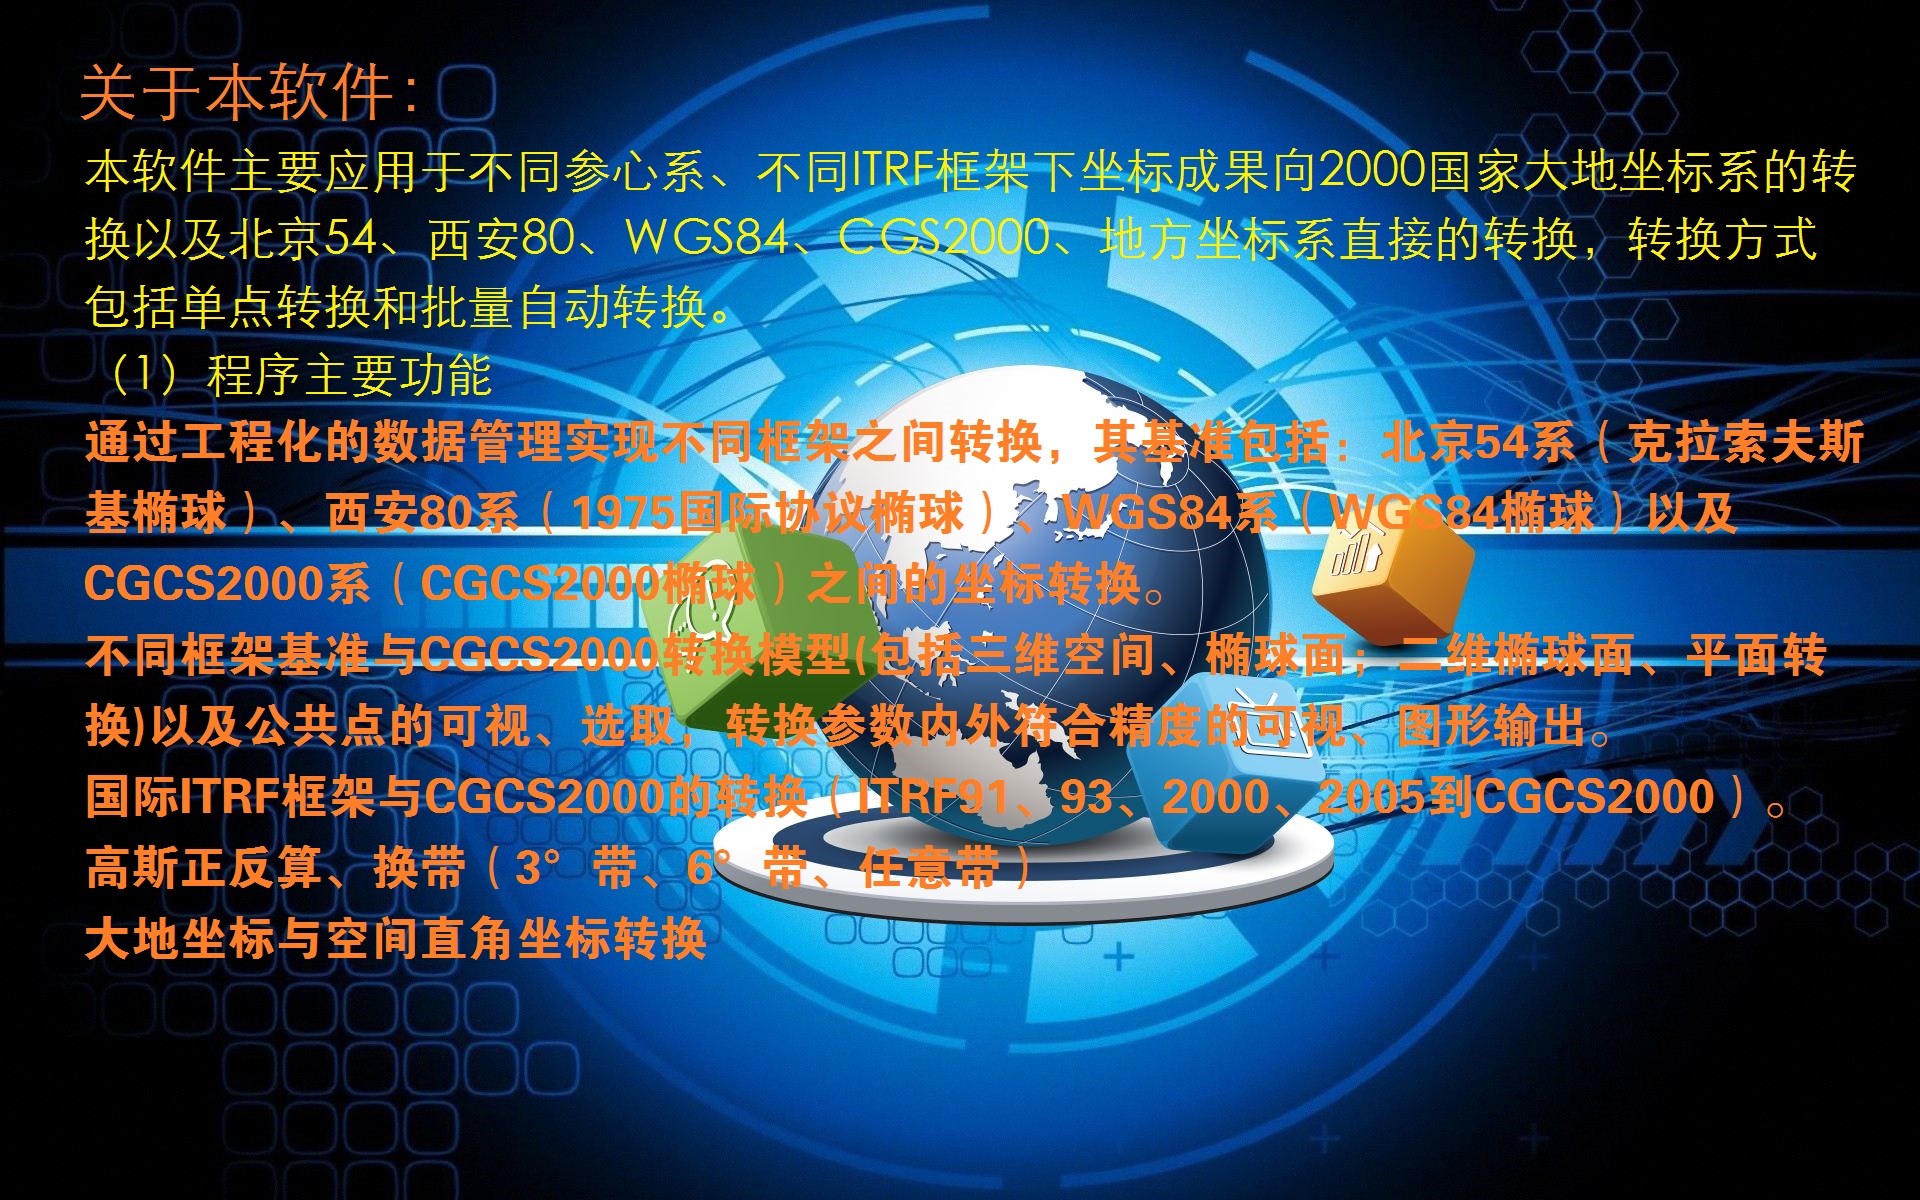 关于本软件：
本软件主要应用于不同参心系、不同ITRF框架下坐标成果向2000国家大地坐标系的转
换以及北京54、西安80、WGS84、CGS2000、地方坐标系直接的转换，转换方式
包括单点转换和批量自动转换。
（1）程序主要功能
通过工程化的数据管理实现不同框架之间转换，其基准包括：北京54系（克拉索夫斯
基椭球）、西安80系（1975国际协议椭球）、WGS84系（WGS84椭球）以及
CGCS2000系（CGCS2000椭球）之间的坐标转换。
不同框架基准与CGCS2000转换模型(包括三维空间、椭球面；二维椭球面、平面转
换)以及公共点的可视、选取，转换参数内外符合精度的可视、图形输出。
国际ITRF框架与CGCS2000的转换（ITRF91、93、2000、2005到CGCS2000）。
高斯正反算、换带（3°带、6°带、任意带）
大地坐标与空间直角坐标转换